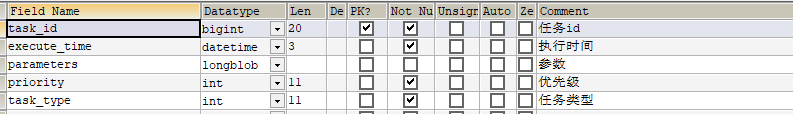 Field Name Datatype Len De PK? Not Nu Unsign Auto Ze Comment
task_id bigint 20 任务id
execute_time datetime 3 执行时间
parameters longblob 参数
priority int 11 优先级
task_type int 11 任务类型